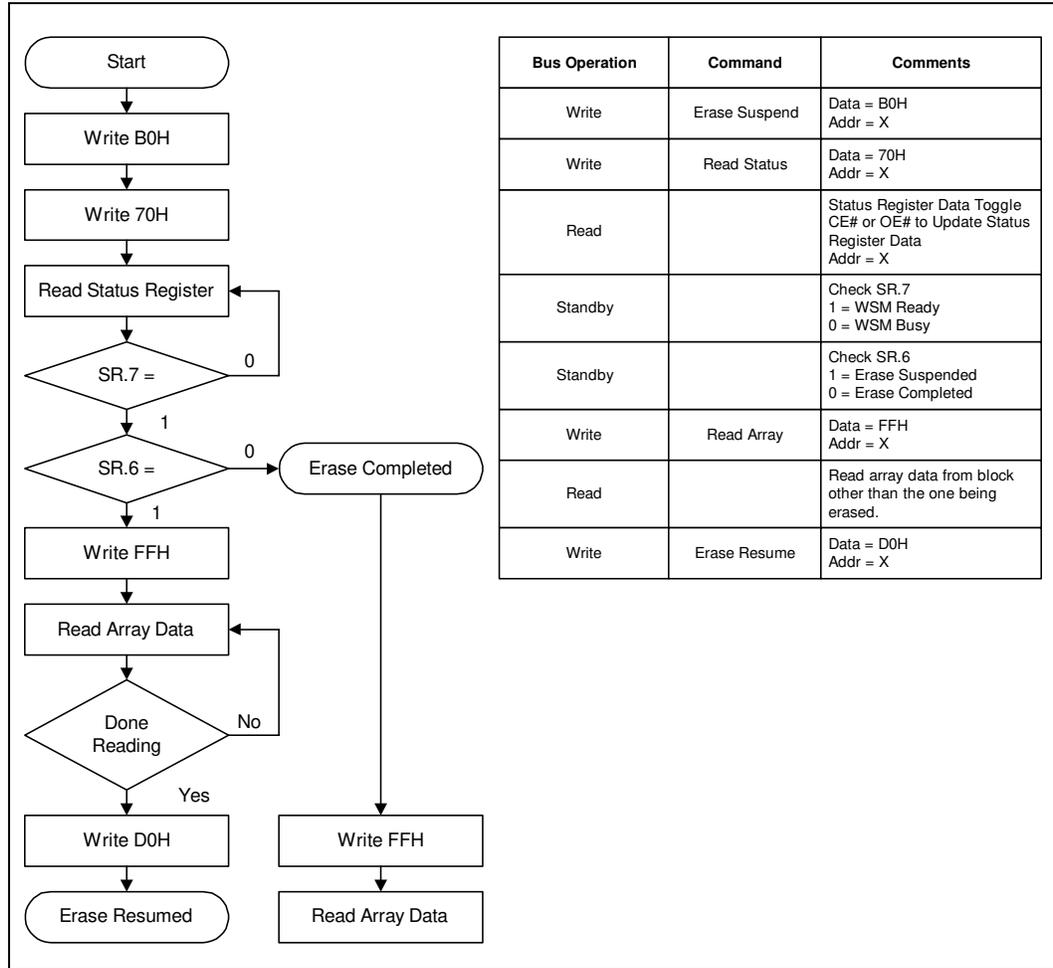 Start
Write B0H
Write 70H
Read Status Register
SR.7 =
0
1
SR.6 =
0
Erase Completed
1
Write FFH
Read Array Data
Done
Reading
No
Yes
Write D0H
Write FFH
Erase Resumed
Read Array Data
Bus Operation
Command
Comments
Write
Erase Suspend
Data = B0H
Addr = X
Write
Read Status
Data = 70H
Addr = X
Read
Status Register Data Toggle
CE# or OE# to Update Status
Register Data
Addr = X
Standby
Check SR.7
1 = WSM Ready
0 = WSM Busy
Standby
Check SR.6
1 = Erase Suspended
0 = Erase Completed
Write
Read Array
Data = FFH
Addr = X
Read
Read array data from block
other than the one being
erased.
Write
Erase Resume
Data = D0H
Addr = X